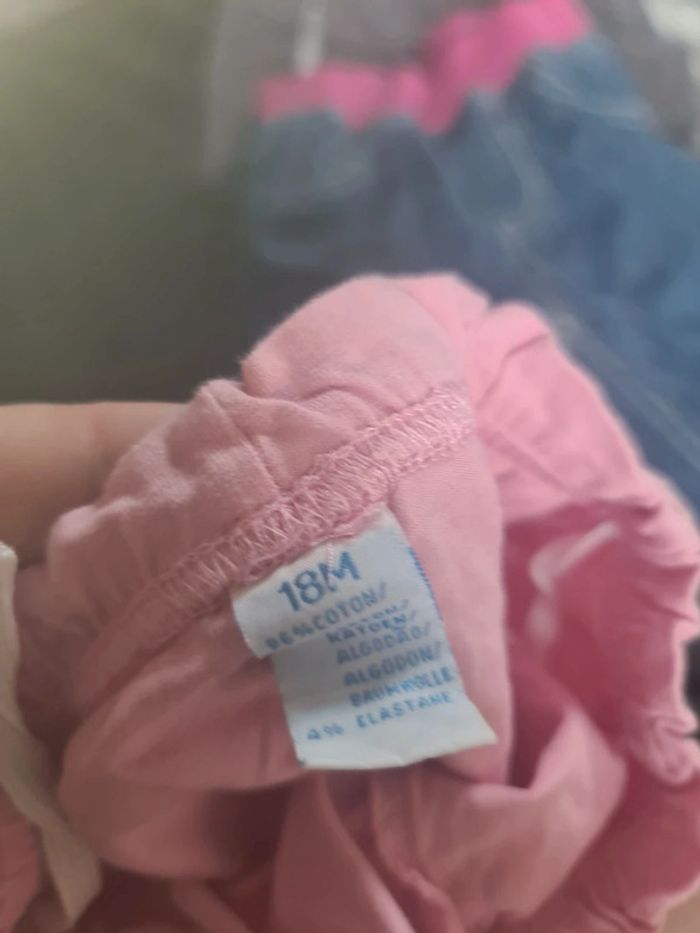 18M
96% COTON/
KATOEN/
ALGODÃO/
ALGODON/
BAUMWOLLE
4% ELASTANE